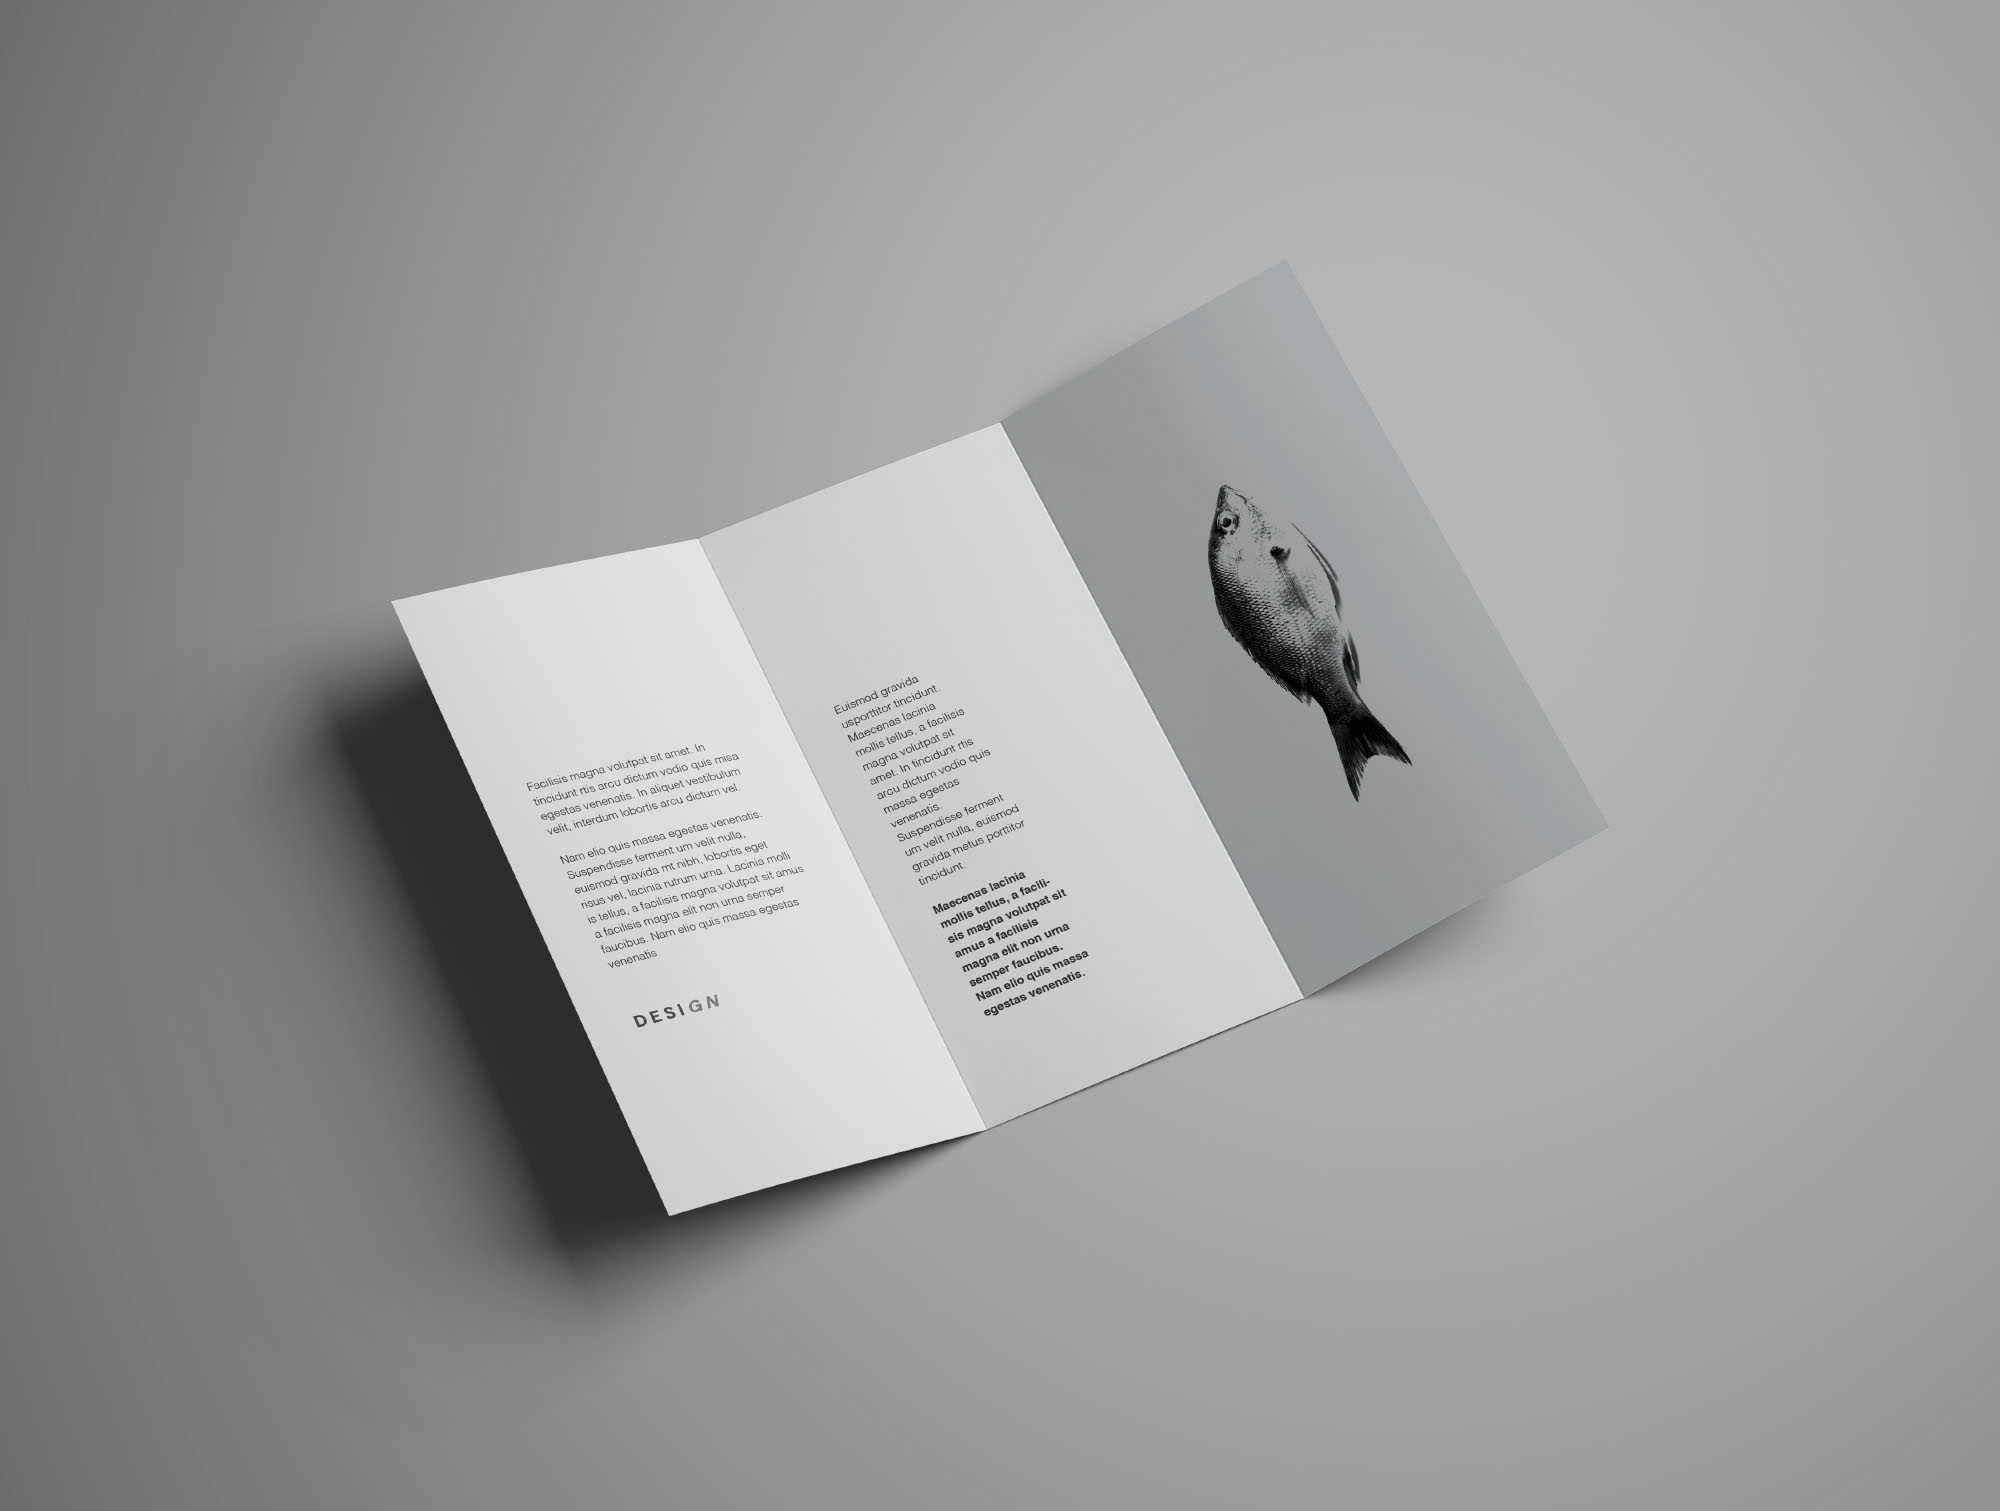 Facilisis magna volutpat sit amet. In
tincidunt rtis arcu dictum vodio quis misa
egestas venenatis. In aliquet vestibulum
velit, interdum lobortis arcu dictum vel.
Nam elio quis massa egestas venenatis.
Suspendisse ferment um velit nulla,
euismod gravida mt nibh, lobortis eget
risus vel, lacinia rutrum urna. Lacinia molli
is tellus, a facilisis magna volutpat sit amus
a facilisis magna elit non urna semper
faucibus. Nam elio quis massa egestas
venenatis.
DESIGN
Euismod gravida
usporttitor tincidunt.
Maecenas lacinia
mollis tellus, a facilisis
magna volutpat sit
amet. In tincidunt rtis
arcu dictum vodio quis
massa egestas
venenatis.
Suspendisse ferment
um velit nulla, euismod
gravida metus porttitor
tincidunt.
Maecenas lacinia
mollis tellus, a facili-
sis magna volutpat sit
amus a facilisis
magna elit non urna
semper faucibus.
Nam elio quis massa
egestas venenatis.